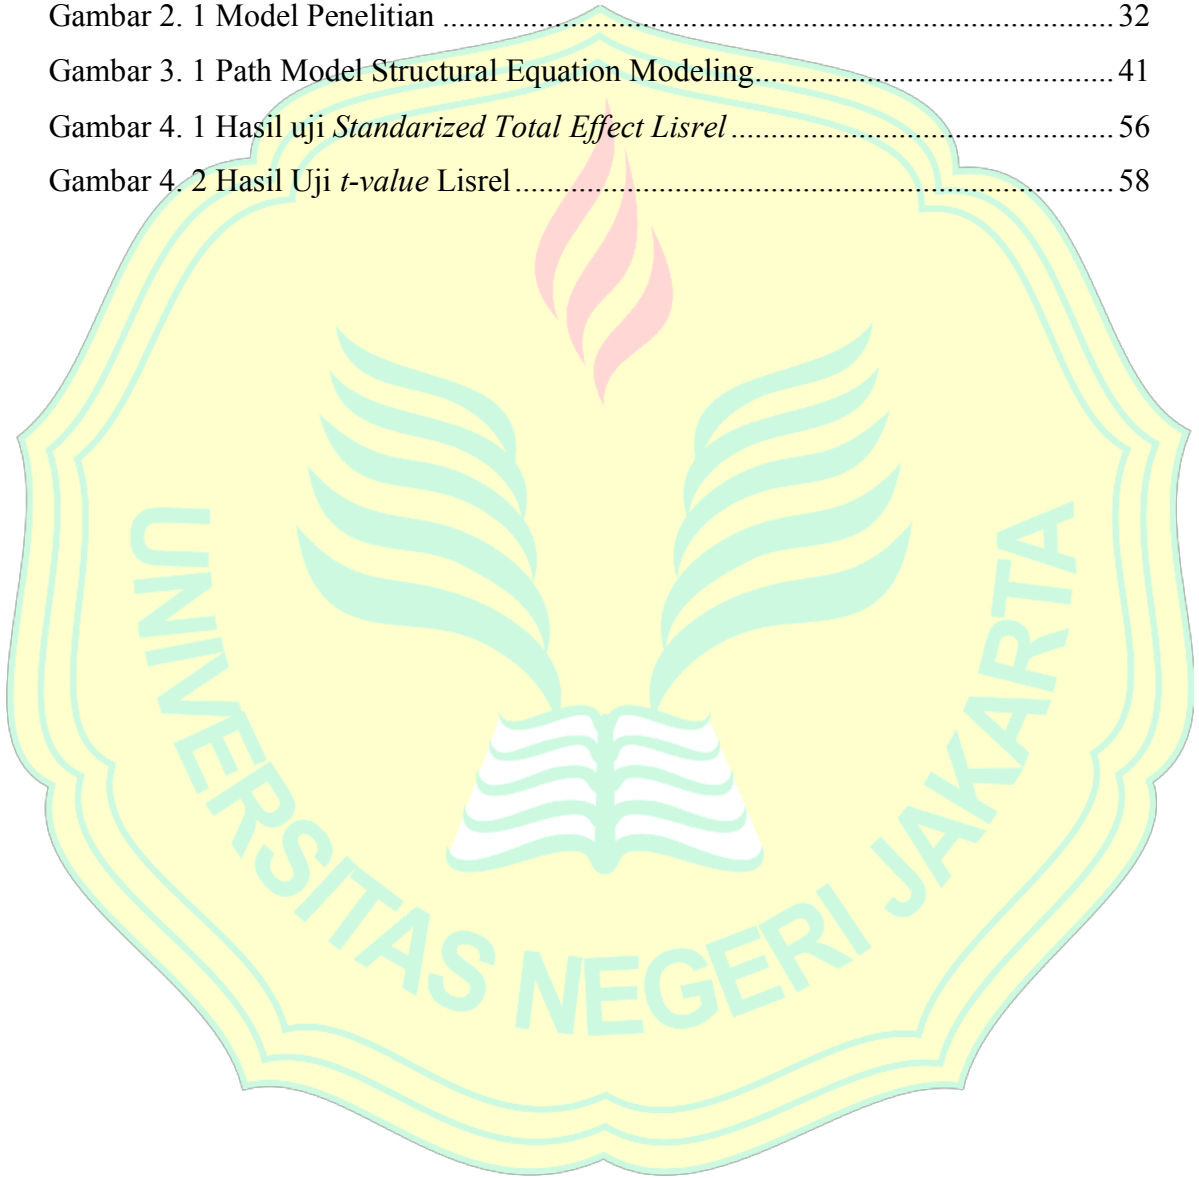 Gambar 2. 1 Model Penelitian ........................................................................................ 32
Gambar 3. 1 Path Model Structural Equation Modeling............................................... 41
Gambar 4. 1 Hasil uji Standarized Total Effect Lisrel .................................................. 56
Gambar 4. 2 Hasil Uji t-value Lisrel .............................................................................. 58
UNIVERSITAS NEGERI JAKARTA